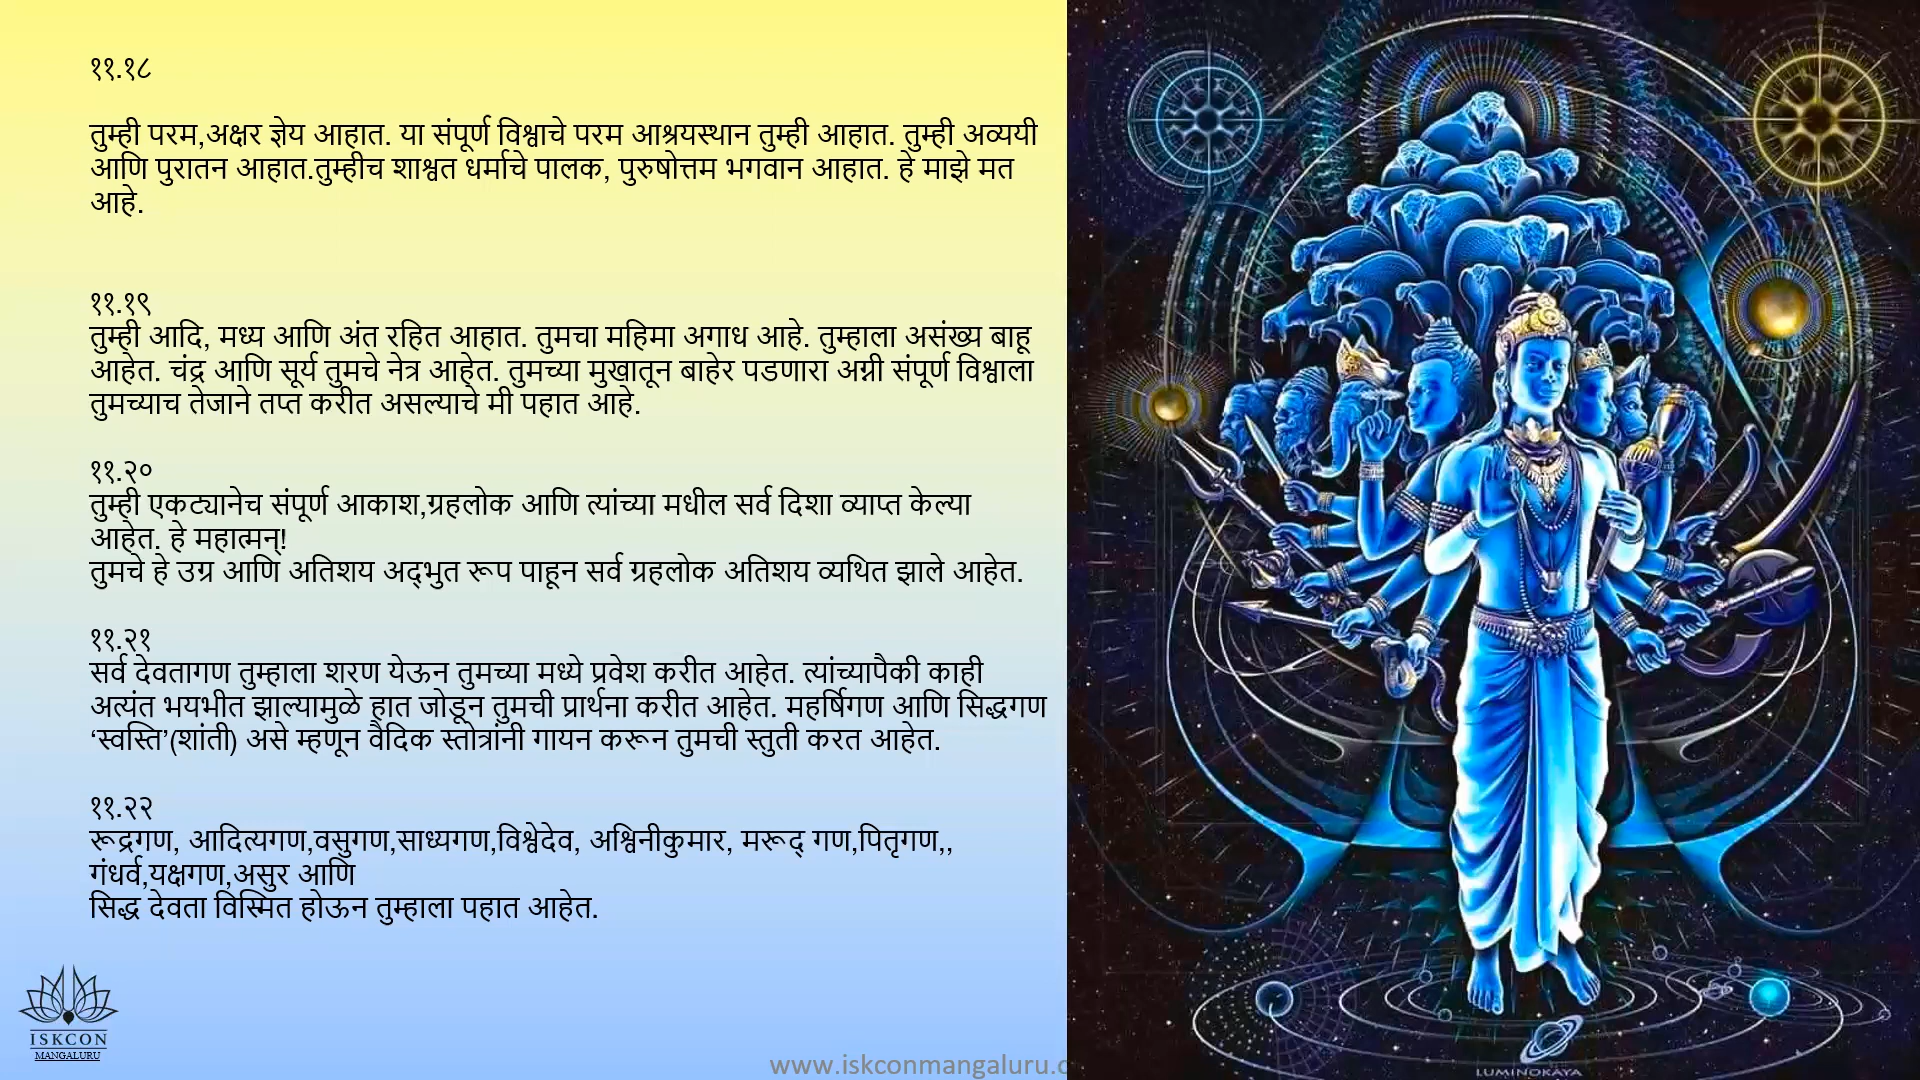 ११.१८
तुम्ही परम,अक्षर ज्ञेय आहात. या संपूर्ण विश्वाचे परम आश्रयस्थान तुम्ही आहात. तुम्ही अव्ययी
आणि पुरातन आहात.तुम्हीच शाश्वत धर्माचे पालक, पुरुषोत्तम भगवान आहात. हे माझे मत
आहे.
११.१९
तुम्ही आदि, मध्य आणि अंत रहित आहात. तुमचा महिमा अगाध आहे. तुम्हाला असंख्य बाहू
आहेत. चंद्र आणि सूर्य तुमचे नेत्र आहेत. तुमच्या मुखातून बाहेर पडणारा अग्नी संपूर्ण विश्वाला
तुमच्याच तेजाने तप्त करीत असल्याचे मी पहात आहे.
११.२०
तुम्ही एकट्यानेच संपूर्ण आकाश,ग्रहलोक आणि त्यांच्या मधील सर्व दिशा व्याप्त केल्या
आहेत. हे महात्मन्!
तुमचे हे उग्र आणि अतिशय अद्‌भुत रूप पाहून सर्व ग्रहलोक अतिशय व्यथित झाले आहेत.
११.२१
सर्व देवतागण तुम्हाला शरण येऊन तुमच्या मध्ये प्रवेश करीत आहेत. त्यांच्यापैकी काही
अत्यंत भयभीत झाल्यामुळे हात जोडून तुमची प्रार्थना करीत आहेत. महर्षिगण आणि सिद्धगण
‘स्वस्ति’(शांती) असे म्हणून वैदिक स्तोत्रांनी गायन करून तुमची स्तुती करत आहेत.
११.२२
रूद्रगण, आदित्यगण,वसुगण,साध्यगण,विश्वेदेव, अश्विनीकुमार, मरूद् गण,पितृगण,,
गंधर्व,यक्षगण,असुर आणि
सिद्ध देवता विस्मित होऊन तुम्हाला पहात आहेत.
ISKCON
MANGALURU
www.iskconmangaluru.c
LUMINOKAYA